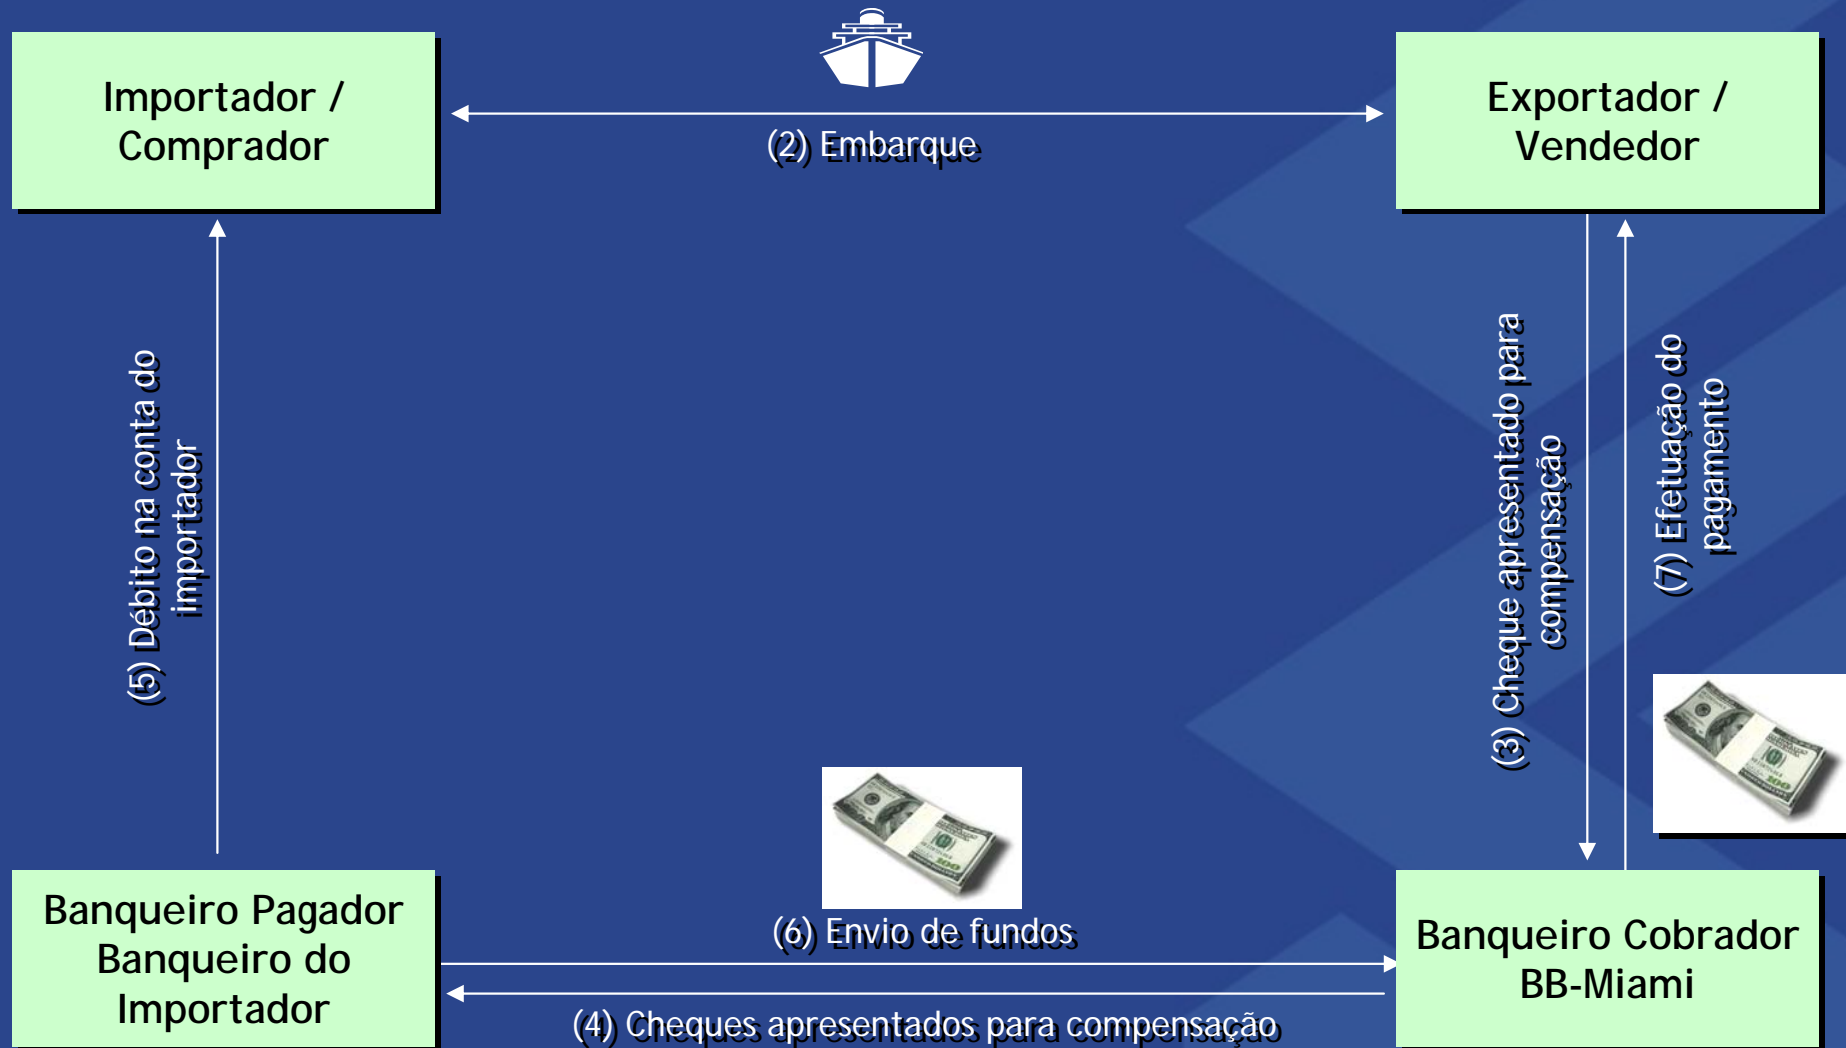 Importador /
Comprador
(2) Embarque
Exportador /
Vendedor
(5) Débito na conta do
importador
(3) Cheque apresentado para
compensação
(7) Efetuação do
pagamento
Banqueiro Pagador
Banqueiro do
Importador
(6) Envio de fundos
(4) Cheques apresentados para compensação
Banqueiro Cobrador
BB-Miami